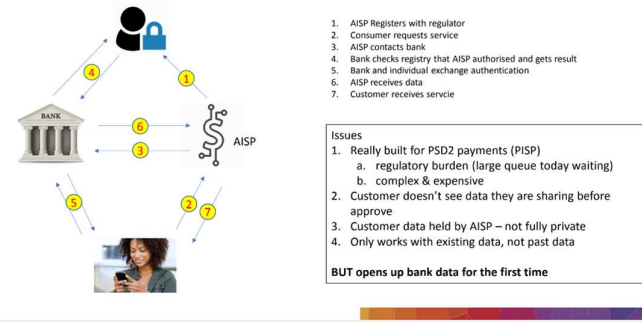 1. AISP Registers with regulator
2. Consumer requests service
3. AISP contacts bank
4. Bank checks registry that AISP authorised and gets result
5. Bank and individual exchange authentication
6. AISP receives data
7. Customer receives servcie
4
1
BANK
6
3
AISP
5
2
7
Issues
1. Really built for PSD2 payments (PISP)
a. regulatory burden (large queue today waiting)
b. complex & expensive
2. Customer doesn't see data they are sharing before
approve
3. Customer data held by AISP – not fully private
4. Only works with existing data, not past data
BUT opens up bank data for the first time